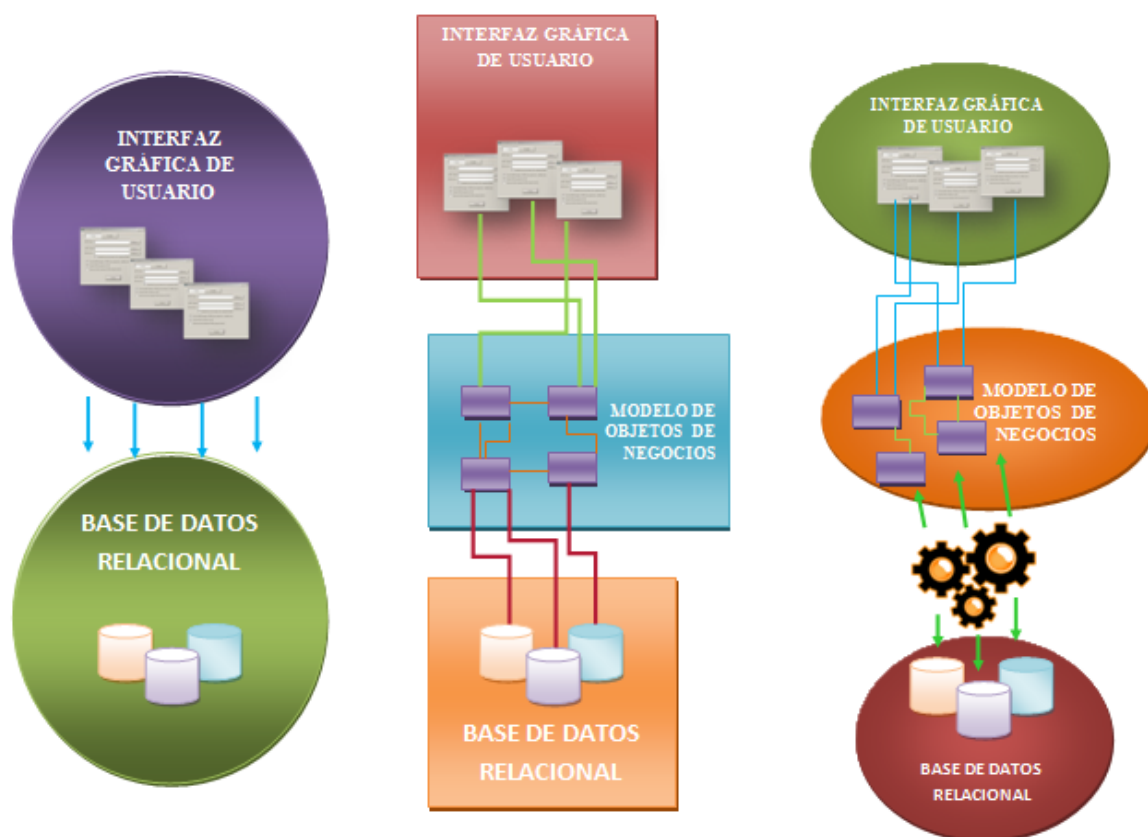 INTERFAZ
GRÁFICA DE
USUARIO
BASE DE DATOS
RELACIONAL
INTERFAZ GRÁFICA
DE USUARIO
MODELO DE
OBJETOS DE
NEGOCIOS
BASE DE DATOS
RELACIONAL
INTERFAZ GRÁFICA
DE USUARIO
MODELO DE
OBJETOS DE
NEGOCIOS
BASE DE DATOS
RELACIONAL